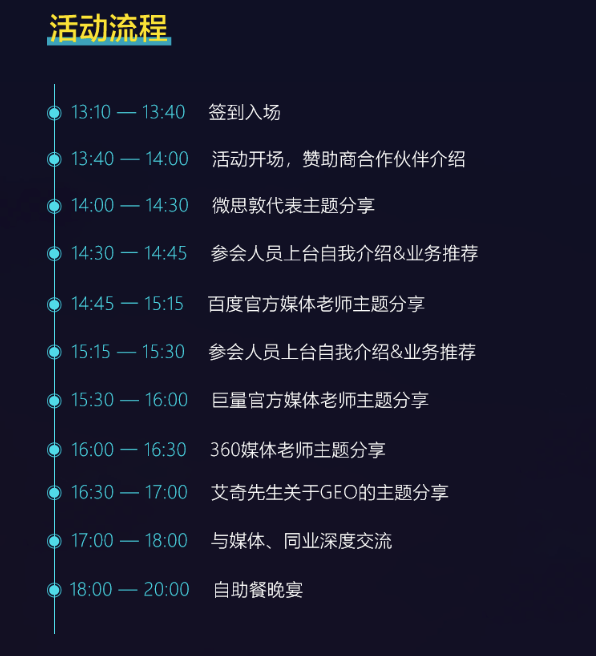 活动流程
13:10 — 13:40 签到入场
13:40 — 14:00 活动开场，赞助商合作伙伴介绍
14:00 — 14:30 微思敦代表主题分享
14:30 — 14:45 参会人员上台自我介绍&业务推荐
14:45 — 15:15 百度官方媒体老师主题分享
15:15 — 15:30 参会人员上台自我介绍&业务推荐
15:30 — 16:00 巨量官方媒体老师主题分享
16:00 — 16:30 360媒体老师主题分享
16:30 — 17:00 艾奇先生关于GEO的主题分享
17:00 — 18:00 与媒体、同业深度交流
18:00 — 20:00 自助餐晚宴